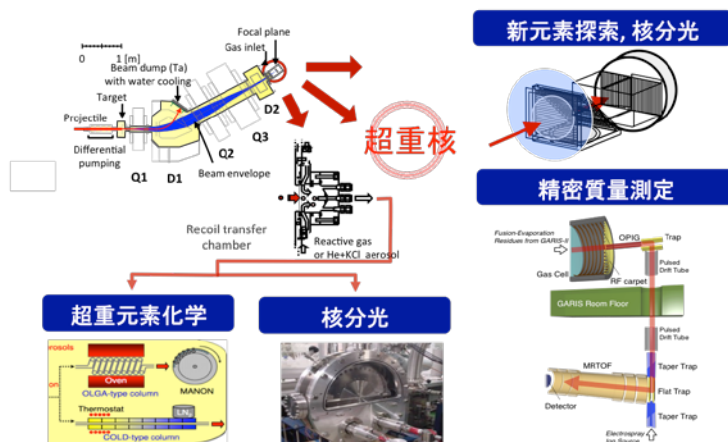 0 1 [m]
Focal plane
Gas inlet
Beam dump (Ta)
with water cooling
Target
Projectile
Differential
pumping
Q1
D1
Q2
Q3
D2
Beam envelope
超重核
新元素探索, 核分光
精密質量測定
Recoil transfer
chamber
Reactive gas
or He+KCl aerosol
超重元素化学
核分光
erosols
on
Oven
OLGA-type column
MANON
Thermostat
LN₂
COLD-type column
Fusion-Evaporation
Residues from GARIS-II
OPIG
Trap
Gas Cell
RF carpet
Pulsed
Drift Tube
GARIS Room Floor
Pulsed
Drift Tube
MRTOF
Taper Trap
Flat Trap
Detector
Taper Trap
Electrospray
Ion Source